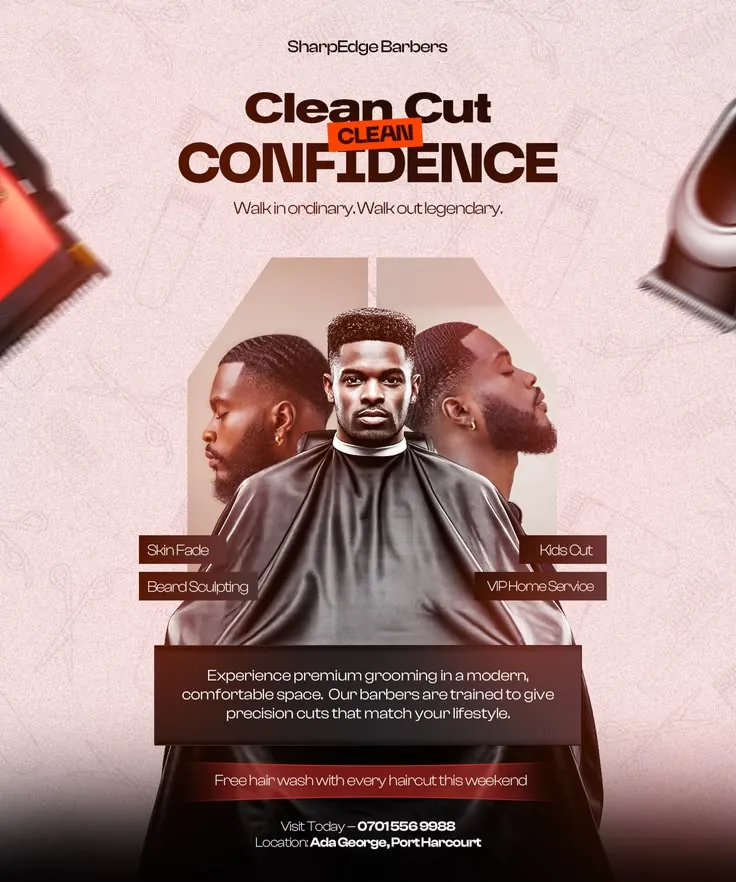 SharpEdge Barbers
Clean Cut
CLEAN
CONFIDENCE
Walk in ordinary. Walk out legendary.
Skin Fade
Kids Cut
Beard Sculpting
VIP Home Service
Experience premium grooming in a modern,
comfortable space. Our barbers are trained to give
precision cuts that match your lifestyle.
Free hair wash with every haircut this weekend
Visit Today – 0701 556 9988
Location: Ada George, Port Harcourt